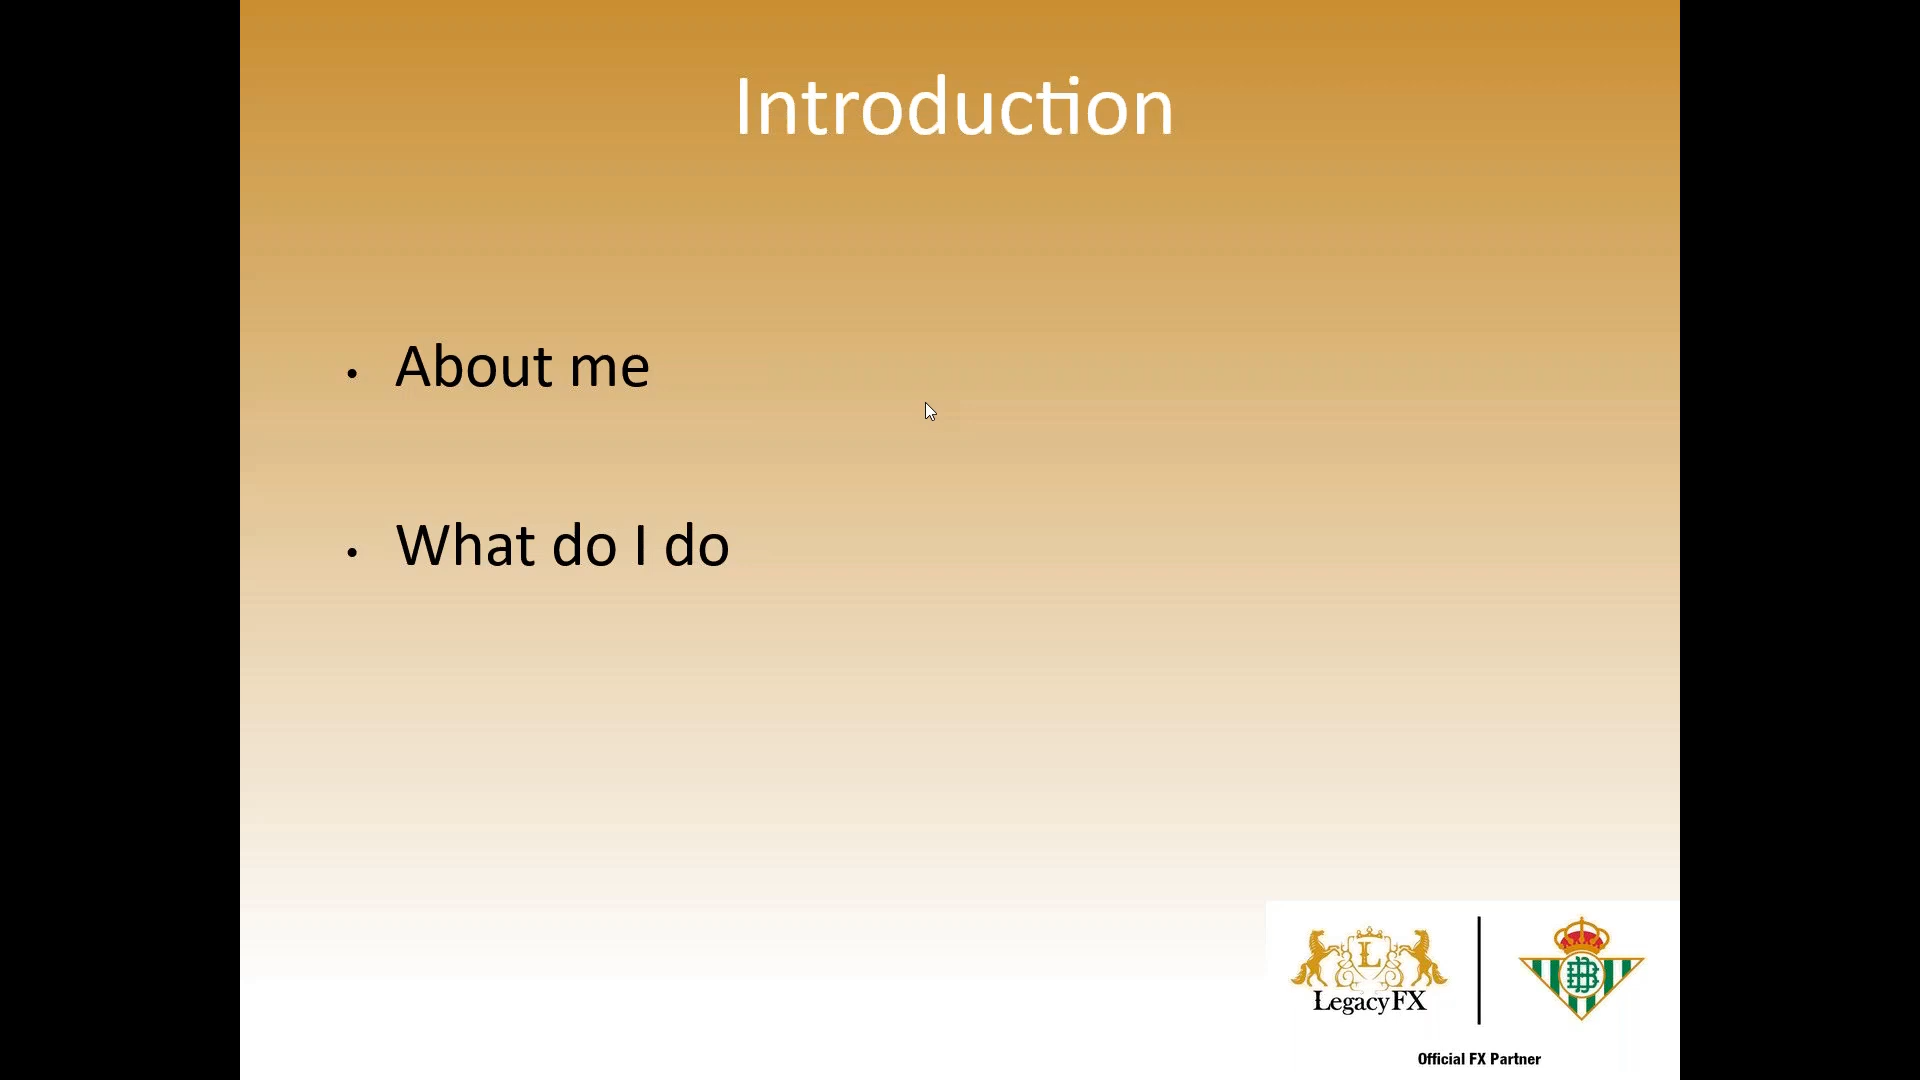 Introduction
• About me
• What do I do
L
LegacyFX
Official FX Partner